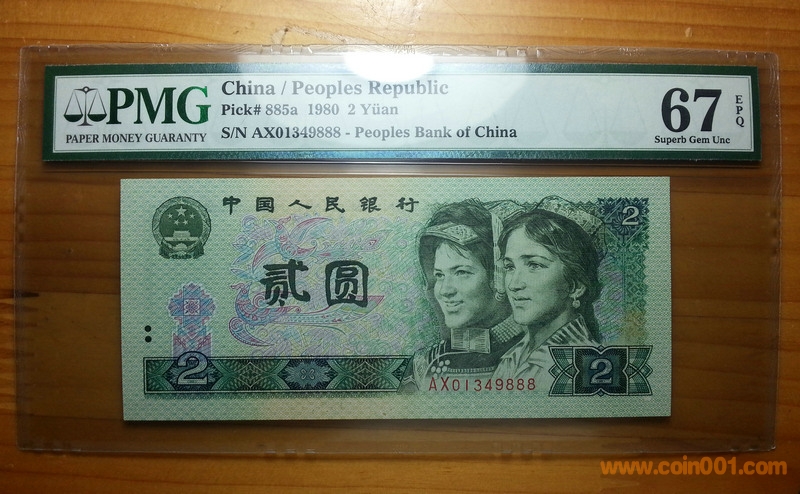 PMG
PAPER MONEY GUARANTY
China / Peoples Republic
Pick# 885a 1980 2 Yüan
S/N AX01349888 - Peoples Bank of China
67 EPQ
Superb Gem Unc
中国人民银行
2
贰圆
2
AX01349888
2
www.coin001.com